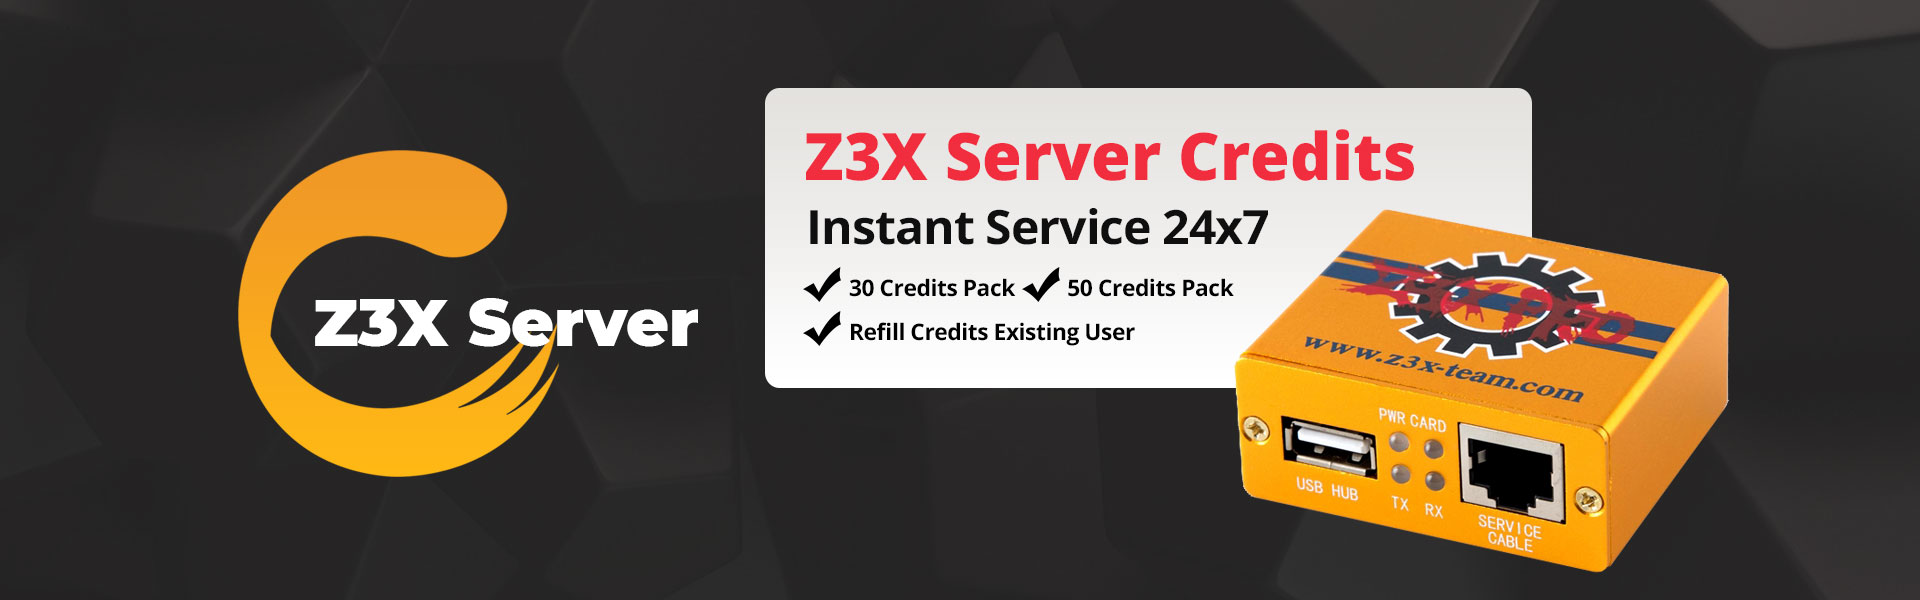 Z3X Server
Z3X Server Credits
Instant Service 24x7
30 Credits Pack 50 Credits Pack
Refill Credits Existing User
www.z3x-team.com
PWR CARD
USB HUB
TX RX
SERVICE
CABLE